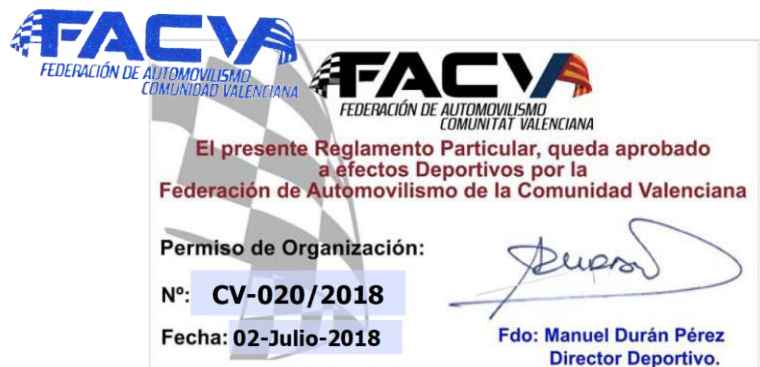 FACVA
FEDERACIÓN DE AUTOMOVILISMO
COMUNIDAD VALENCIANA
FACVA
FEDERACIÓN DE AUTOMOVILISMO
COMUNITAT VALENCIANA
El presente Reglamento Particular, queda aprobado
a efectos Deportivos por la
Federación de Automovilismo de la Comunidad Valenciana
Permiso de Organización:
Nº: CV-020/2018
Fecha: 02-Julio-2018
Fdo: Manuel Durán Pérez
Director Deportivo.